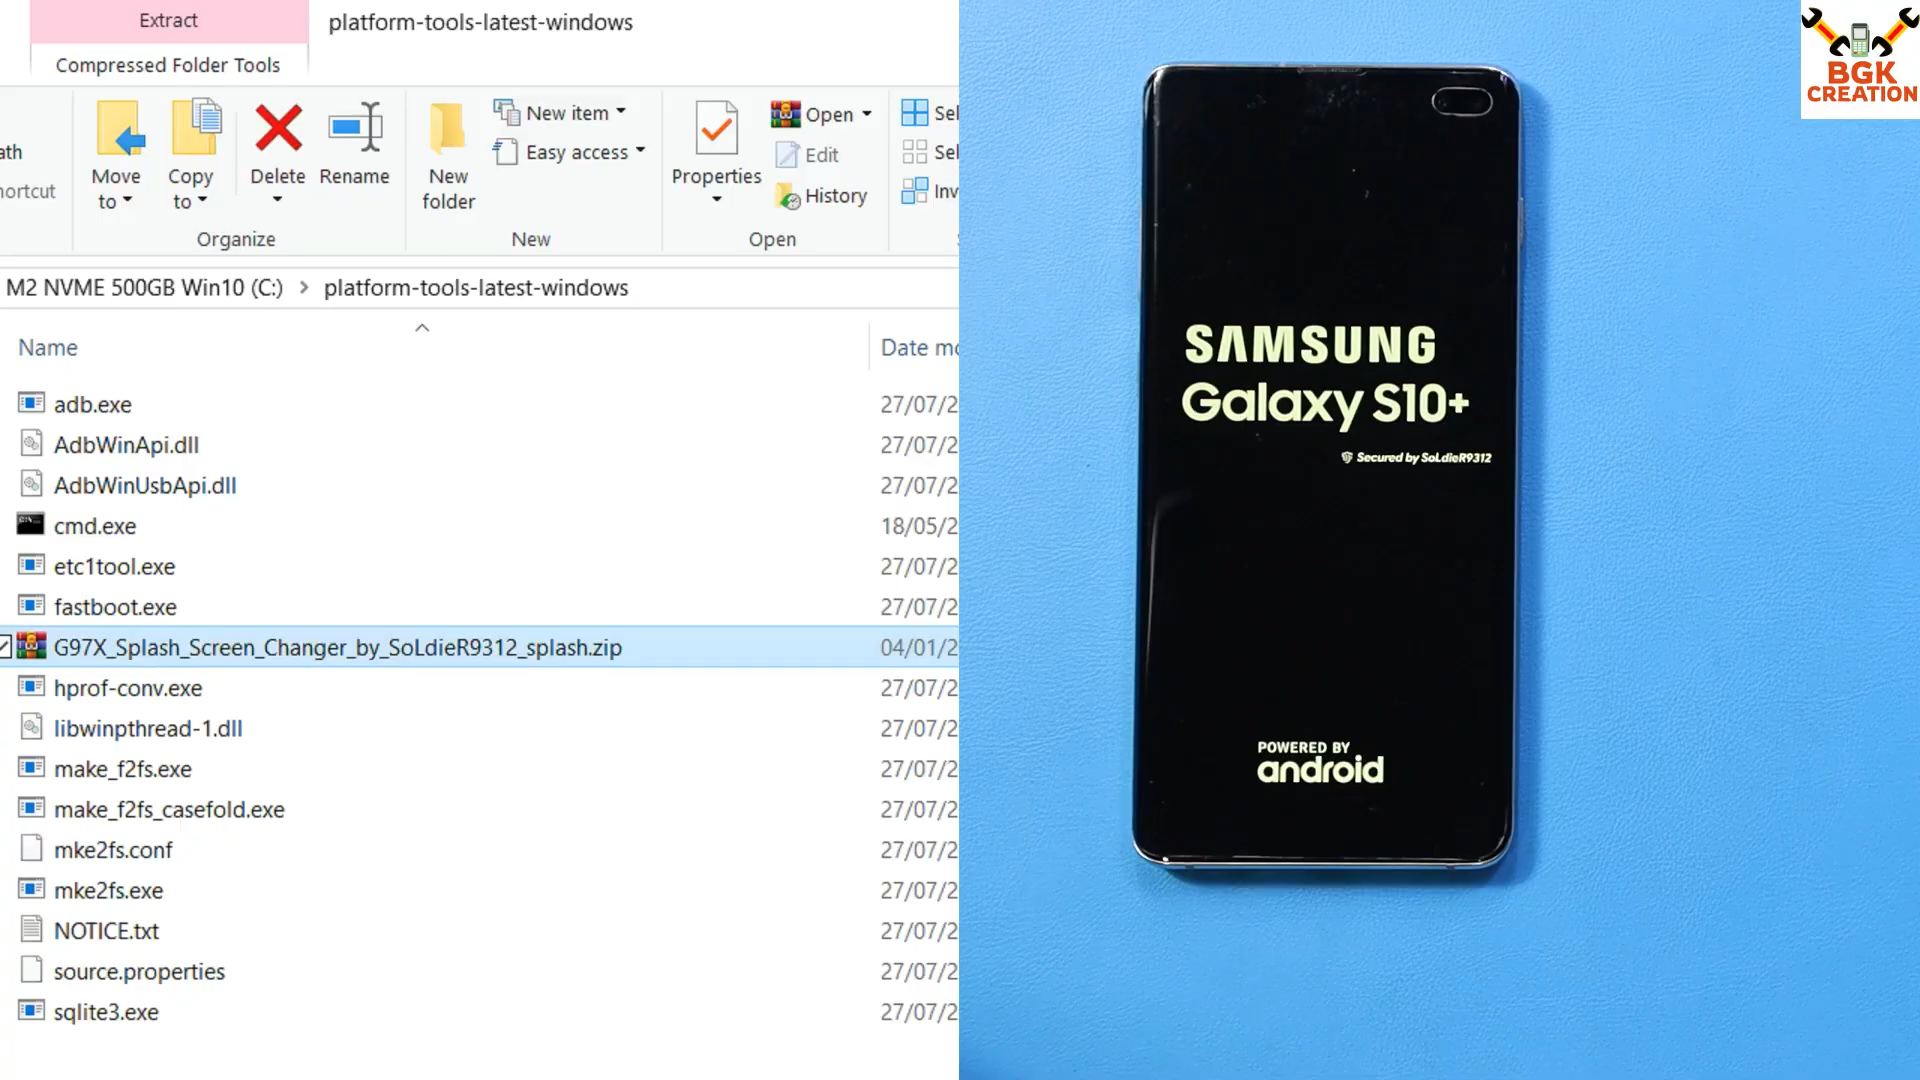 Extract
platform-tools-latest-windows
Compressed Folder Tools
ath
ortcut
Move to
Copy to
Delete
Rename
Organize
New folder
New item
Easy access
New
Properties
Open
Edit
History
Open
Sel
Sel
Inv
M2 NVME 500GB Win10 (C:) > platform-tools-latest-windows
Name
Date mo
adb.exe 27/07/2
AdbWinApi.dll 27/07/2
AdbWinUsbApi.dll 27/07/2
cmd.exe 18/05/2
etc1tool.exe 27/07/2
fastboot.exe 27/07/2
G97X_Splash_Screen_Changer_by_SoLdieR9312_splash.zip 04/01/2
hprof-conv.exe 27/07/2
libwinpthread-1.dll 27/07/2
make_f2fs.exe 27/07/2
make_f2fs_casefold.exe 27/07/2
mke2fs.conf 27/07/2
mke2fs.exe 27/07/2
NOTICE.txt 27/07/2
source.properties 27/07/2
sqlite3.exe 27/07/2
SAMSUNG
Galaxy S10+
Secured by SoLdieR9312
POWERED BY
android
BGK
CREATION